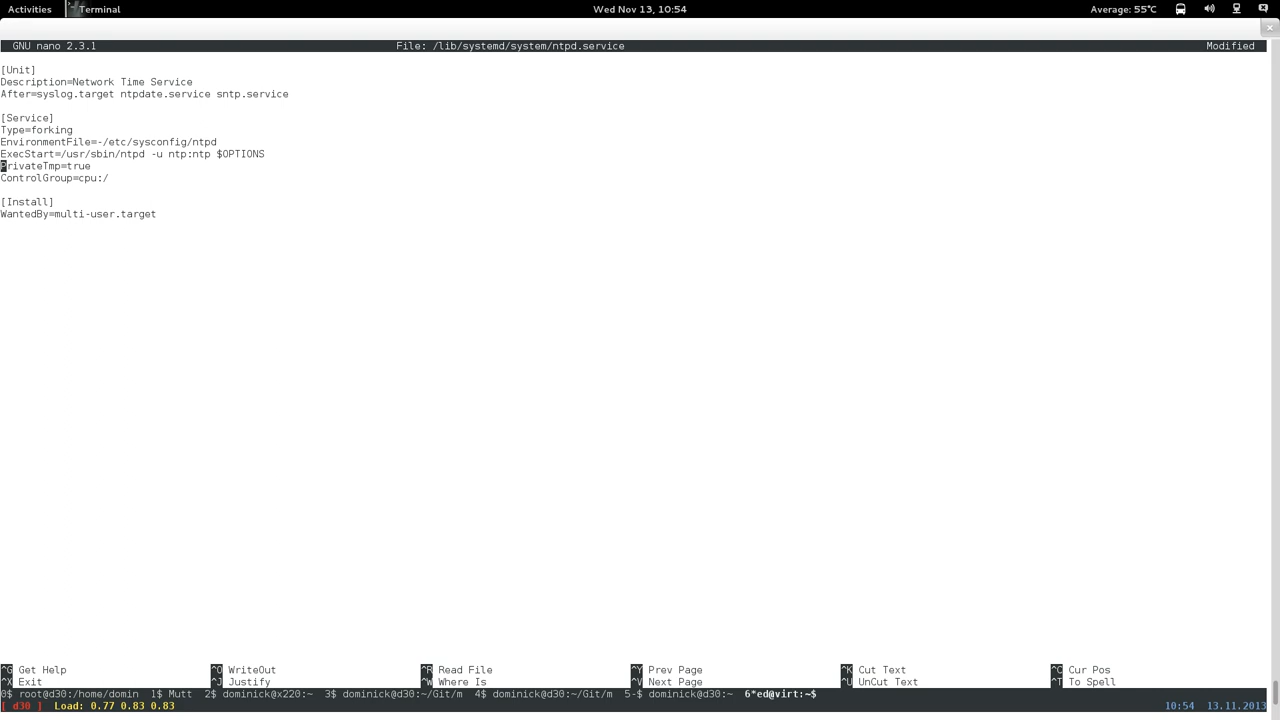 Activities Terminal Wed Nov 13, 10:54 Average: 55°C
GNU nano 2.3.1 File: /lib/systemd/system/ntpd.service Modified
[Unit]
Description=Network Time Service
After=syslog.target ntpdate.service sntp.service
[Service]
Type=forking
EnvironmentFile=-/etc/sysconfig/ntpd
ExecStart=/usr/sbin/ntpd -u ntp:ntp $OPTIONS
PrivateTmp=true
ControlGroup=cpu:/
[Install]
WantedBy=multi-user.target
^G Get Help ^O WriteOut ^R Read File ^Y Prev Page ^K Cut Text ^C Cur Pos
^X Exit ^J Justify ^W Where Is ^V Next Page ^U UnCut Text ^T To Spell
0$ root@d30:/home/domin 1$ Mutt 2$ dominick@x220:~ 3$ dominick@d30:~/Git/m 4$ dominick@d30:~/Git/m 5-$ dominick@d30:~ 6*ed@virt:~$
[ d30 ] Load: 0.77 0.83 0.83 10:54 13.11.2013